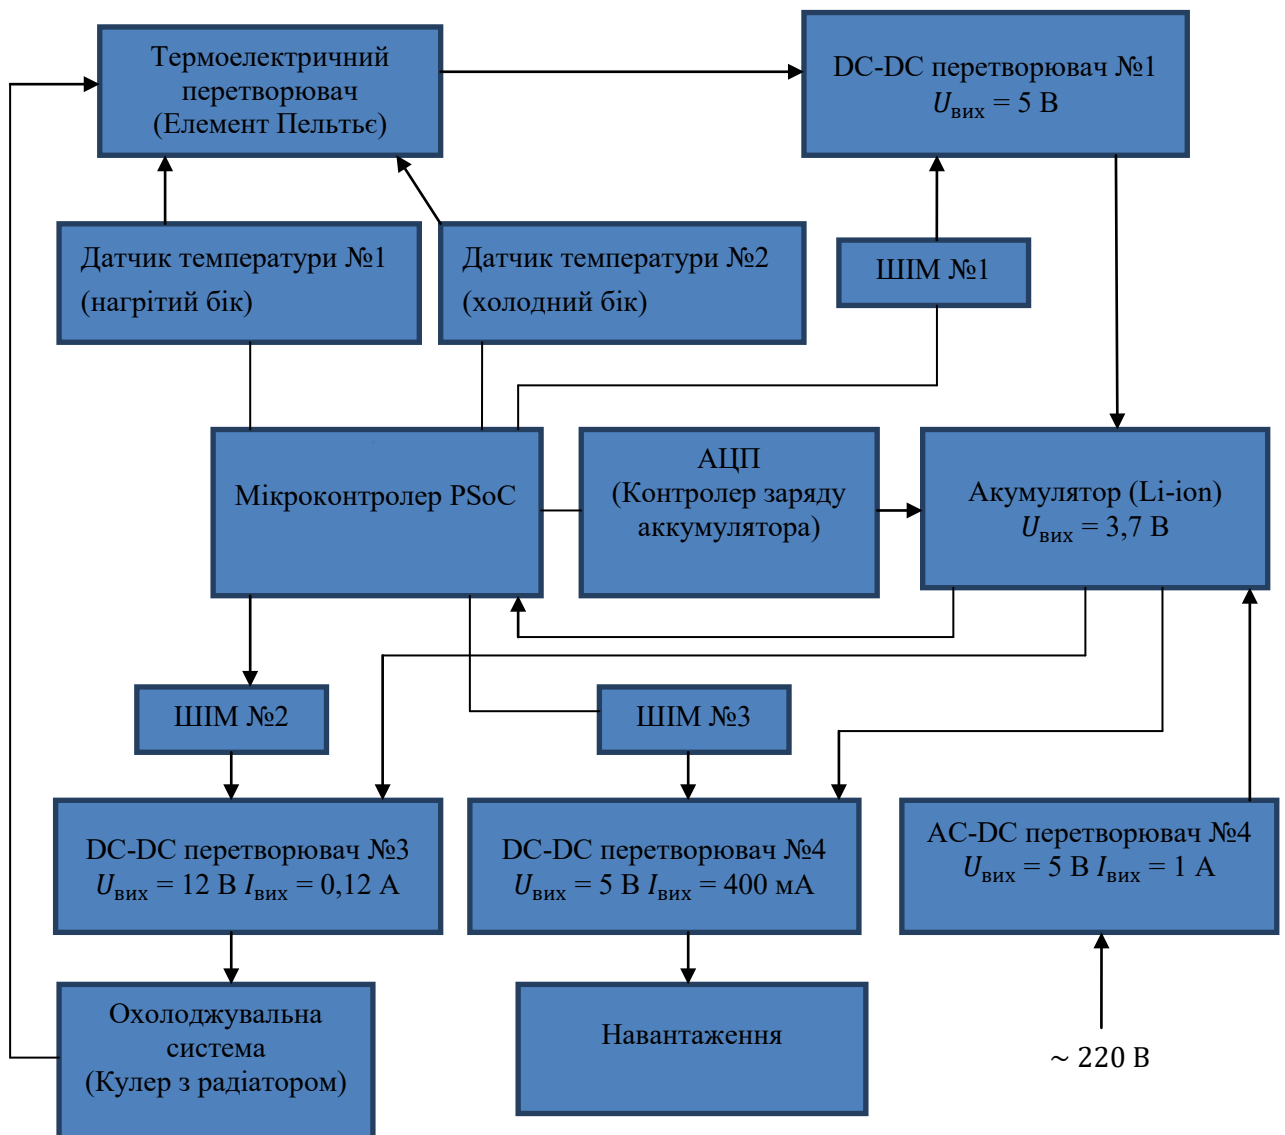 Термоелектричний
перетворювач
(Елемент Пельтьє)
DC-DC перетворювач №1
Uвих = 5 В
Датчик температури №1
(нагрітий бік)
Датчик температури №2
(холодний бік)
ШІМ №1
Мікроконтролер PSoC
АЦП
(Контролер заряду
аккумулятора)
Акумулятор (Li-ion)
Uвих = 3,7 В
ШІМ №2
ШІМ №3
DC-DC перетворювач №3
Uвих = 12 В Iвих = 0,12 А
DC-DC перетворювач №4
Uвих = 5 В Iвих = 400 мА
AC-DC перетворювач №4
Uвих = 5 В Iвих = 1 А
Охолоджувальна
система
(Кулер з радіатором)
Навантаження
~ 220 В